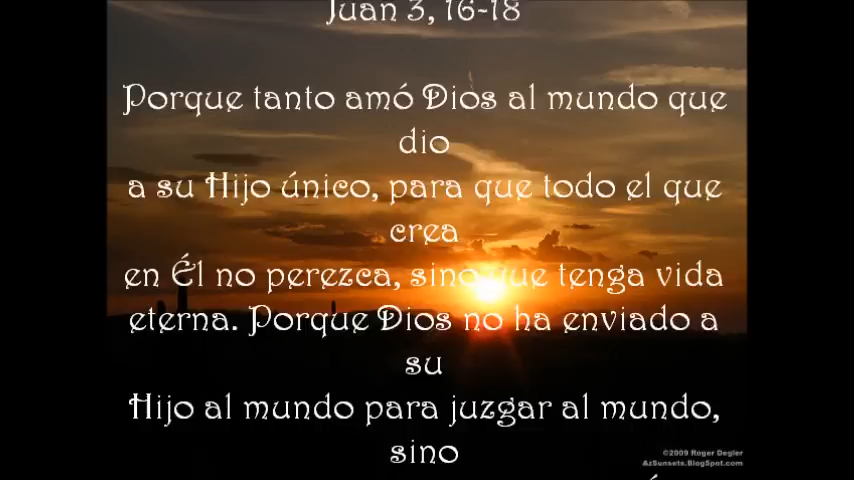 Juan 3, 16-18
Porque tanto amó Dios al mundo que
dio
a su Hijo único, para que todo el que
crea
en Él no perezca, sino que tenga vida
eterna. Porque Dios no ha enviado a
su
Hijo al mundo para juzgar al mundo,
sino
©2009 Roger Degler
AzSunsets.BlogSpot.com